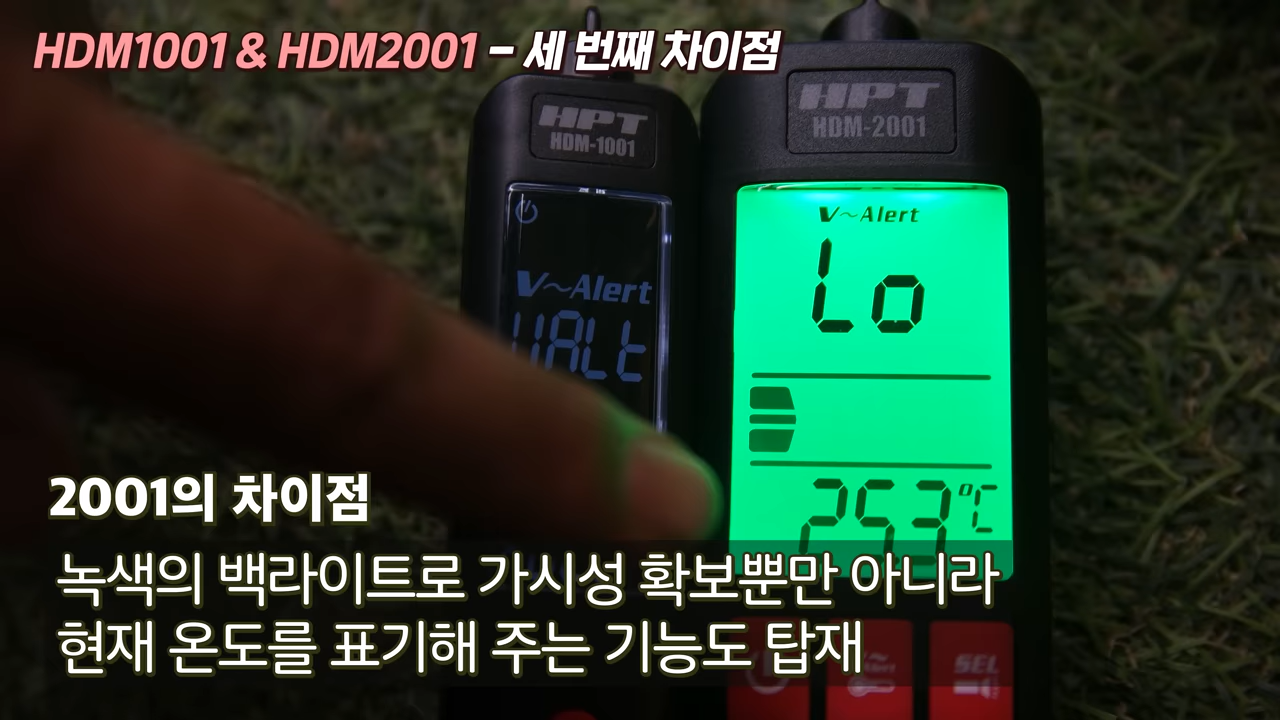 HDM1001 & HDM2001 – 세 번째 차이점
HPT
HDM-1001
HPT
HDM-2001
V~Alert
Lo
V~Alert
25.3°C
2001의 차이점
녹색의 백라이트로 가시성 확보뿐만 아니라
현재 온도를 표기해 주는 기능도 탑재
SEL